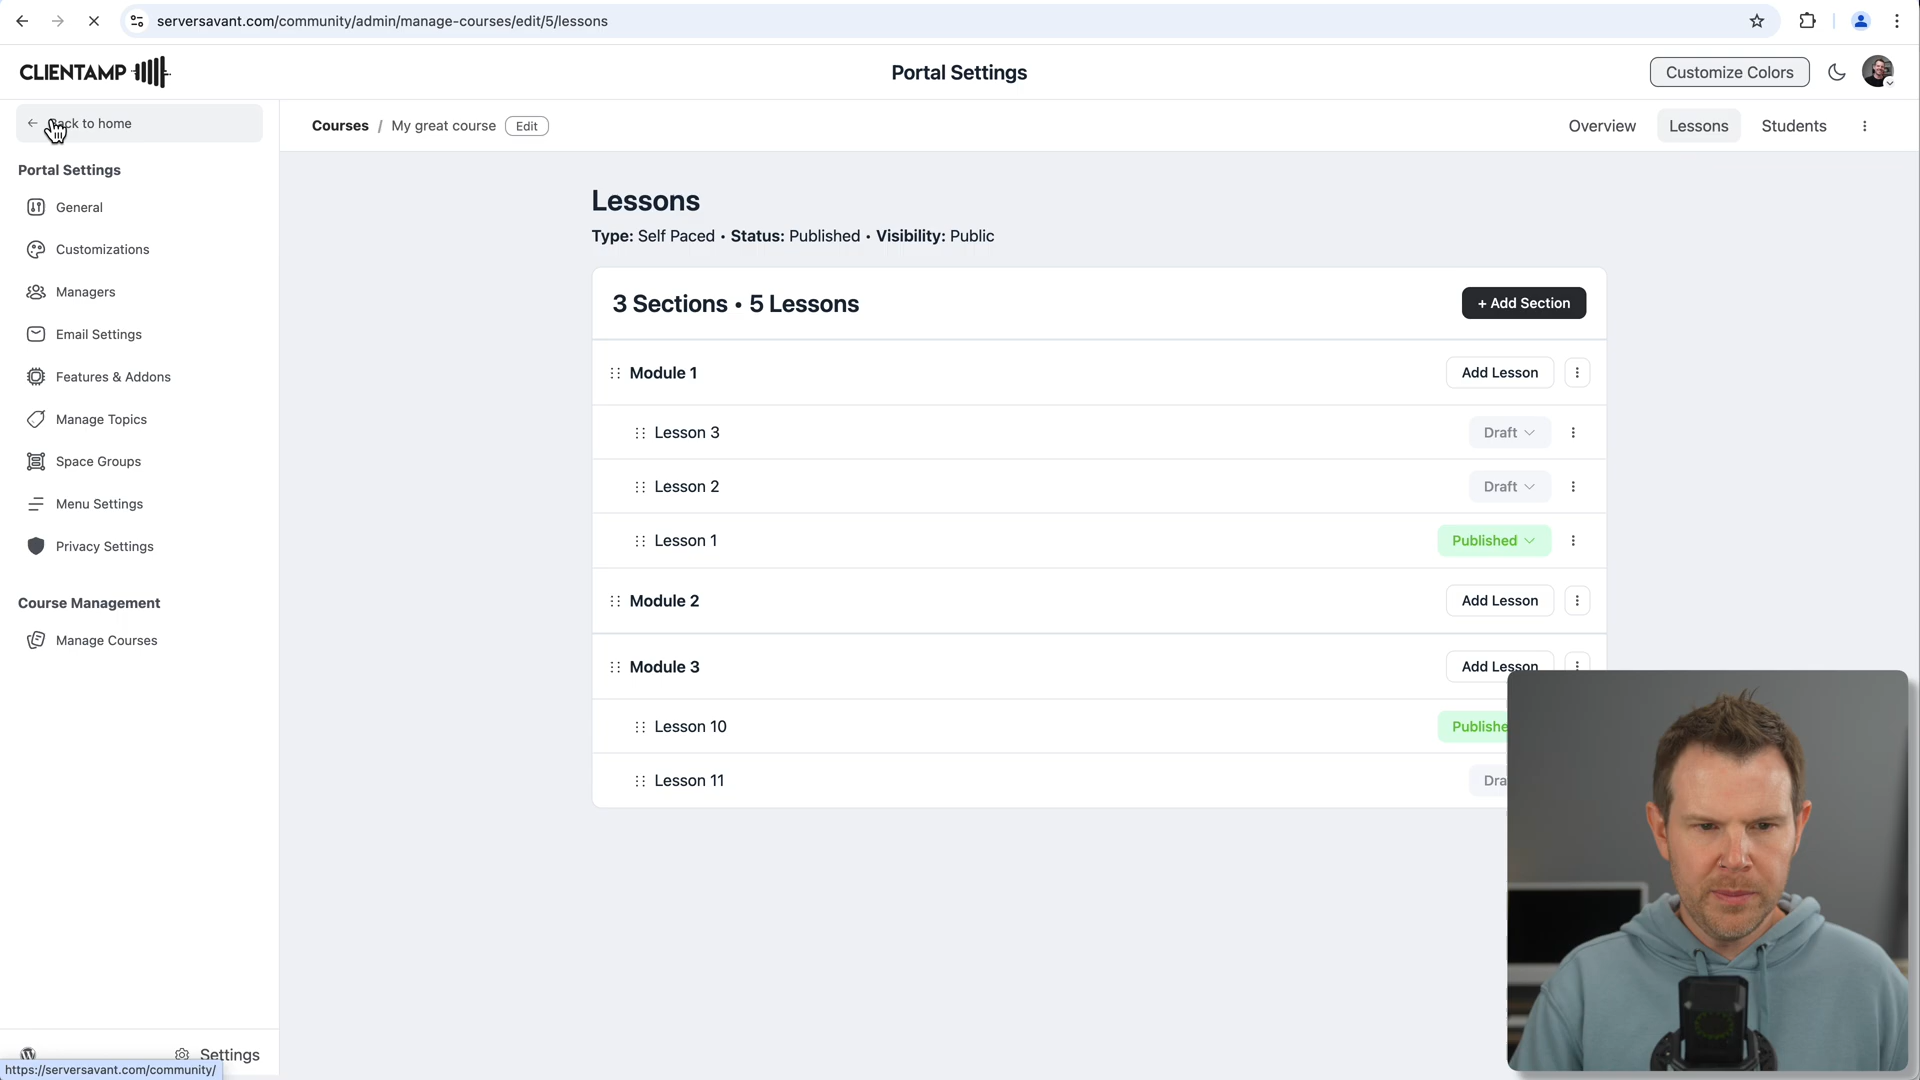 serversavant.com/community/admin/manage-courses/edit/5/lessons
CLIENTAMP
Portal Settings
Customize Colors
Back to home
Courses / My great course Edit
Overview Lessons Students
Portal Settings
General
Customizations
Managers
Email Settings
Features & Addons
Manage Topics
Space Groups
Menu Settings
Privacy Settings
Course Management
Manage Courses
Lessons
Type: Self Paced • Status: Published • Visibility: Public
3 Sections • 5 Lessons + Add Section
Module 1 Add Lesson
Lesson 3 Draft
Lesson 2 Draft
Lesson 1 Published
Module 2 Add Lesson
Module 3 Add Lesson
Lesson 10 Publishe
Lesson 11 Dra
Settings
https://serversavant.com/community/